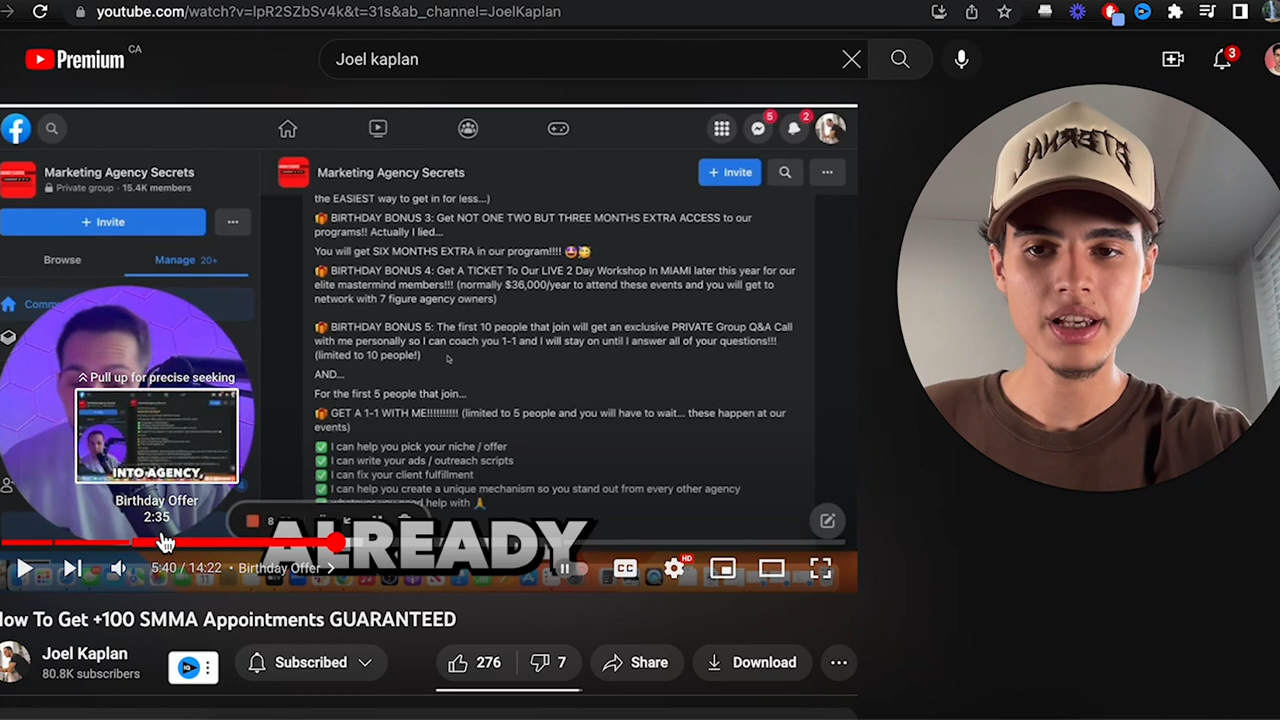 youtube.com/watch?v=lpR2SZbSv4k&t=31s&ab_channel=JoelKaplan
Premium
CA
Joel kaplan
3
5
2
Marketing Agency Secrets
Private group · 15.4K members
+ Invite
Browse
Manage 20+
Marketing Agency Secrets
+ Invite
the EASIEST way to get in for less...)
🎁 BIRTHDAY BONUS 3: Get NOT ONE TWO BUT THREE MONTHS EXTRA ACCESS to our
programs!! Actually I lied...
You will get SIX MONTHS EXTRA in our program!!!! 🤩🥳
🎁 BIRTHDAY BONUS 4: Get A TICKET To Our LIVE 2 Day Workshop In MIAMI later this year for our
elite mastermind members!!! (normally $36,000/year to attend these events and you will get to
network with 7 figure agency owners)
🎁 BIRTHDAY BONUS 5: The first 10 people that join will get an exclusive PRIVATE Group Q&A Call
with me personally so I can coach you 1-1 and I will stay on until I answer all of your questions!!!
(limited to 10 people!)
AND...
For the first 5 people that join...
🎁 GET A 1-1 WITH ME!!!!!!!!!! (limited to 5 people and you will have to wait... these happen at our
events)
✅ I can help you pick your niche / offer
✅ I can write your ads / outreach scripts
✅ I can fix your client fulfillment
✅ I can help you create a unique mechanism so you stand out from every other agency
✅ whatever you need help with 🙏
Pull up for precise seeking
INTO AGENCY,
Birthday Offer
2:35
ALREADY
5:40 / 14:22 · Birthday Offer >
CC
HD
How To Get +100 SMMA Appointments GUARANTEED
Joel Kaplan
80.8K subscribers
IQ
Subscribed
276
7
Share
Download